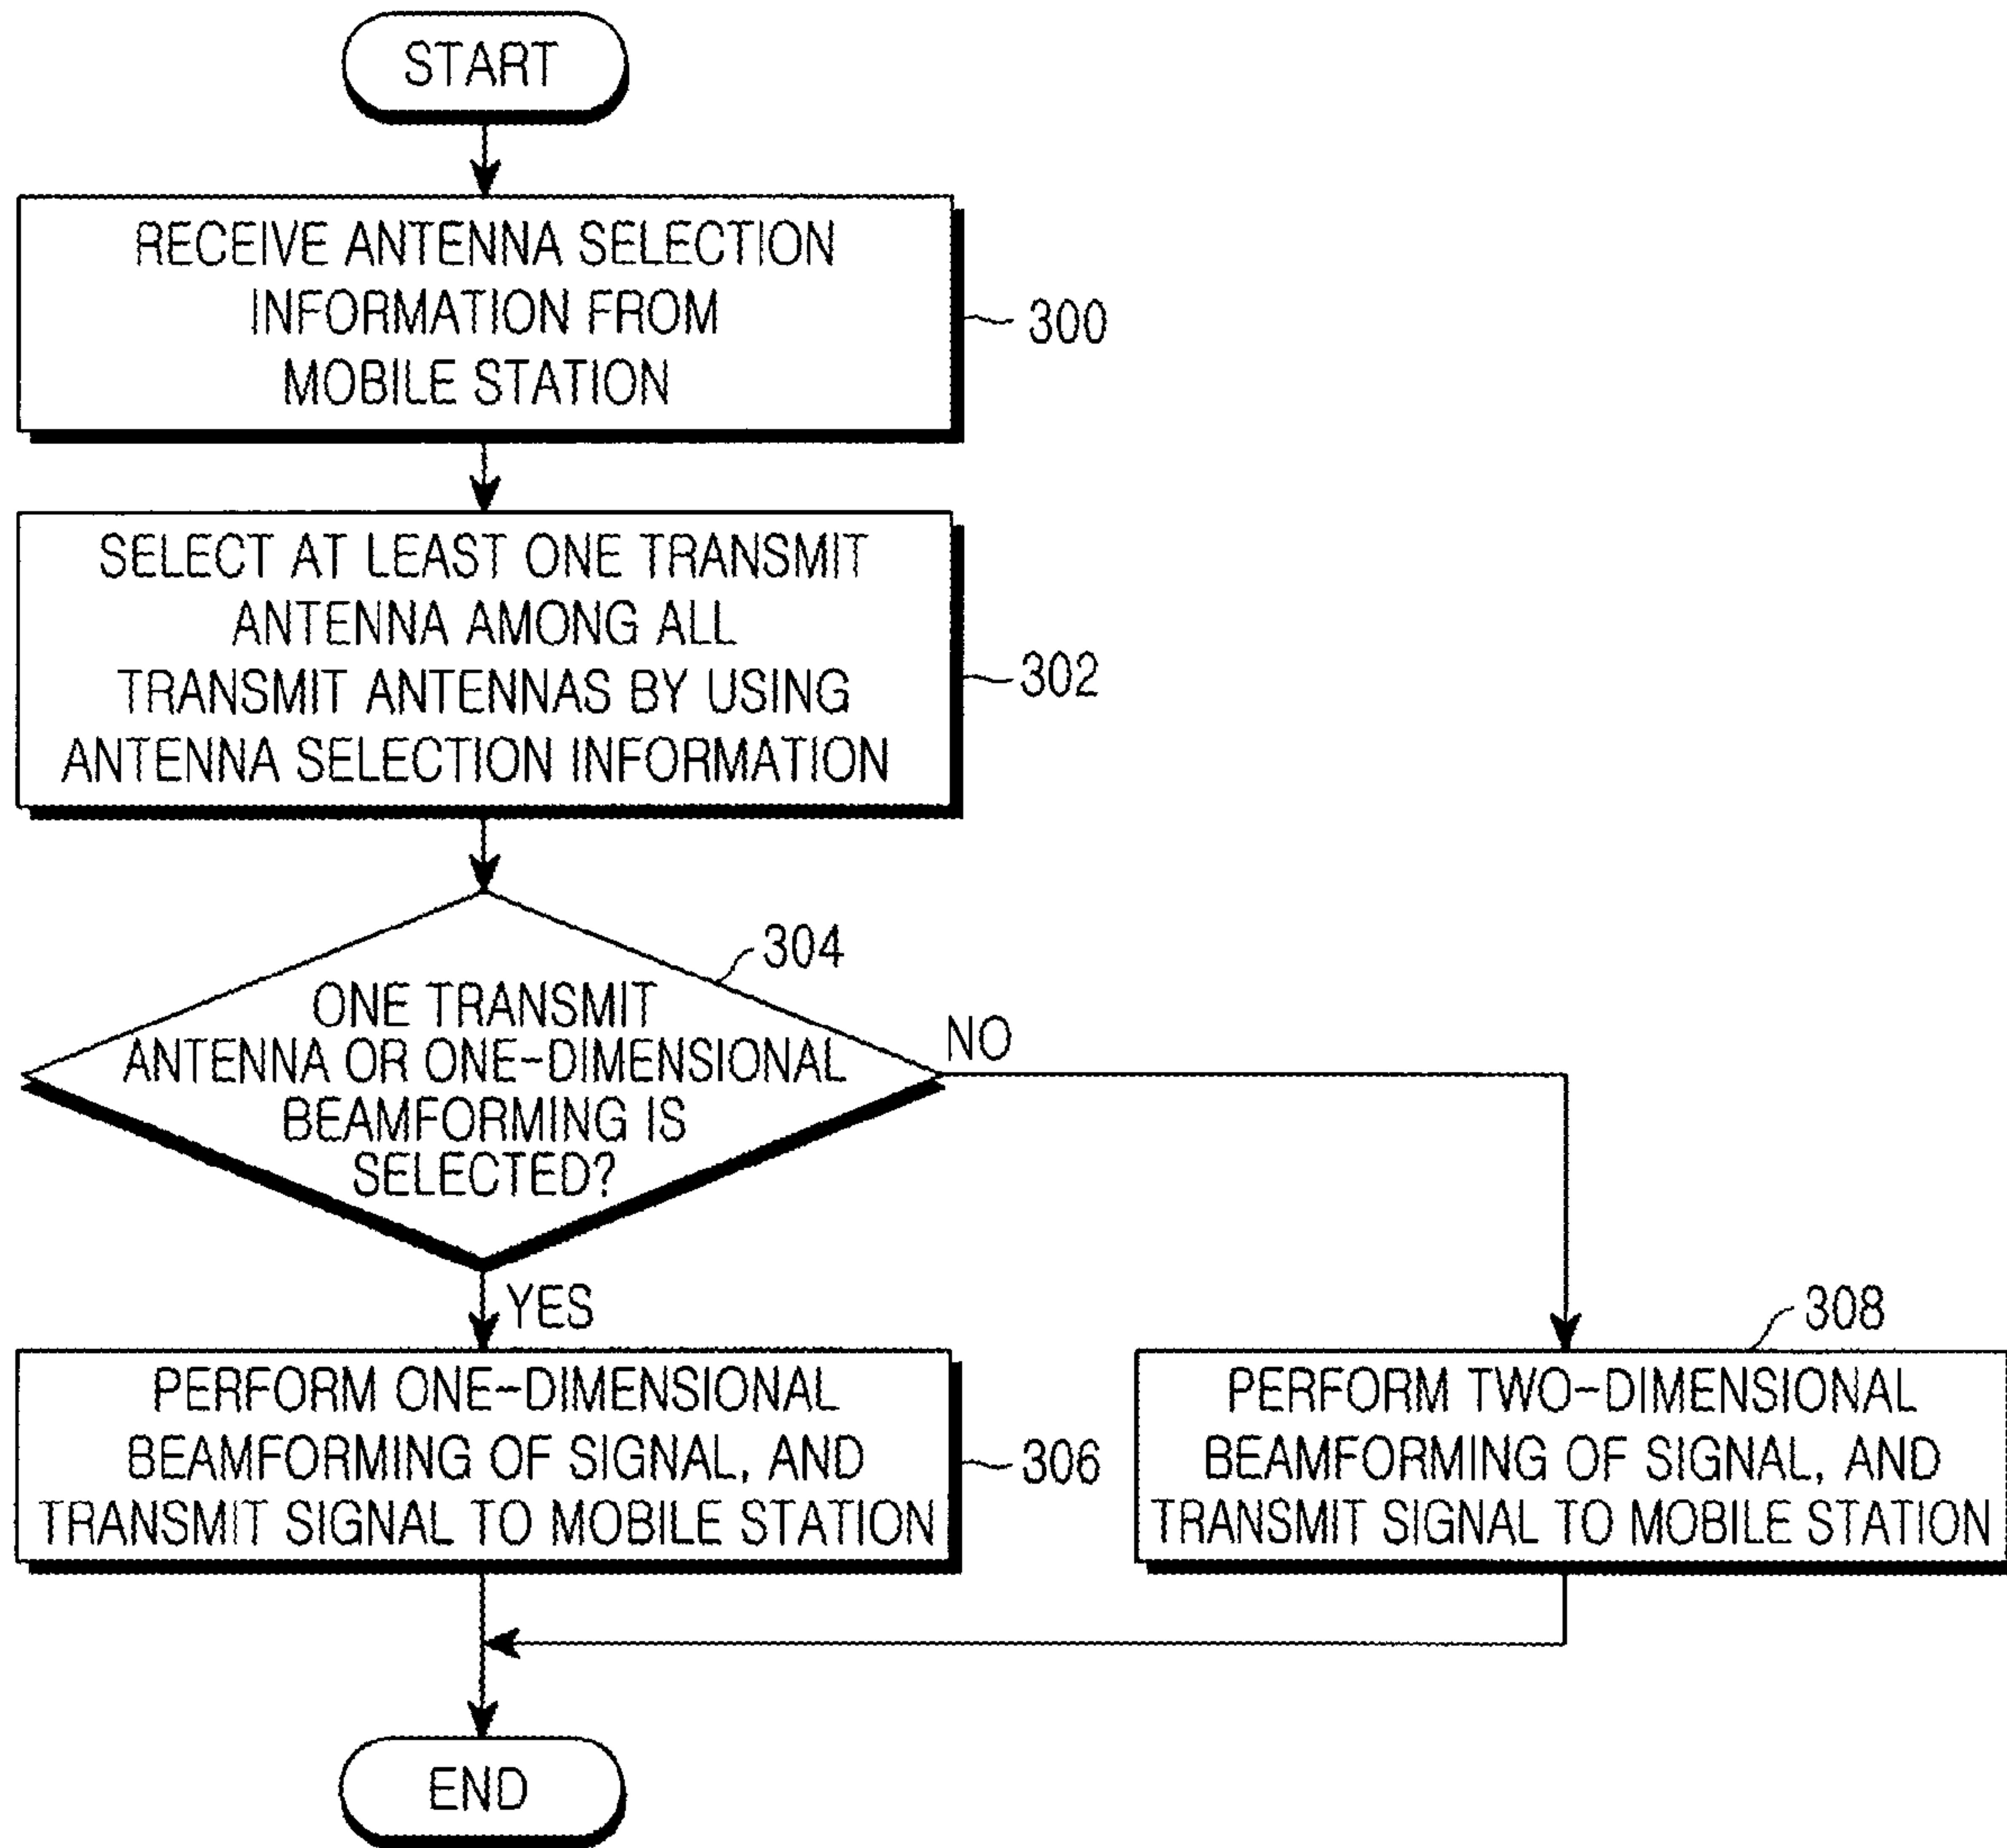 START
RECEIVE ANTENNA SELECTION
INFORMATION FROM
MOBILE STATION
300
SELECT AT LEAST ONE TRANSMIT
ANTENNA AMONG ALL
TRANSMIT ANTENNAS BY USING
ANTENNA SELECTION INFORMATION
302
304
ONE TRANSMIT
ANTENNA OR ONE-DIMENSIONAL
BEAMFORMING IS
SELECTED?
NO
YES
PERFORM ONE-DIMENSIONAL
BEAMFORMING OF SIGNAL, AND
TRANSMIT SIGNAL TO MOBILE STATION
306
308
PERFORM TWO-DIMENSIONAL
BEAMFORMING OF SIGNAL, AND
TRANSMIT SIGNAL TO MOBILE STATION
END